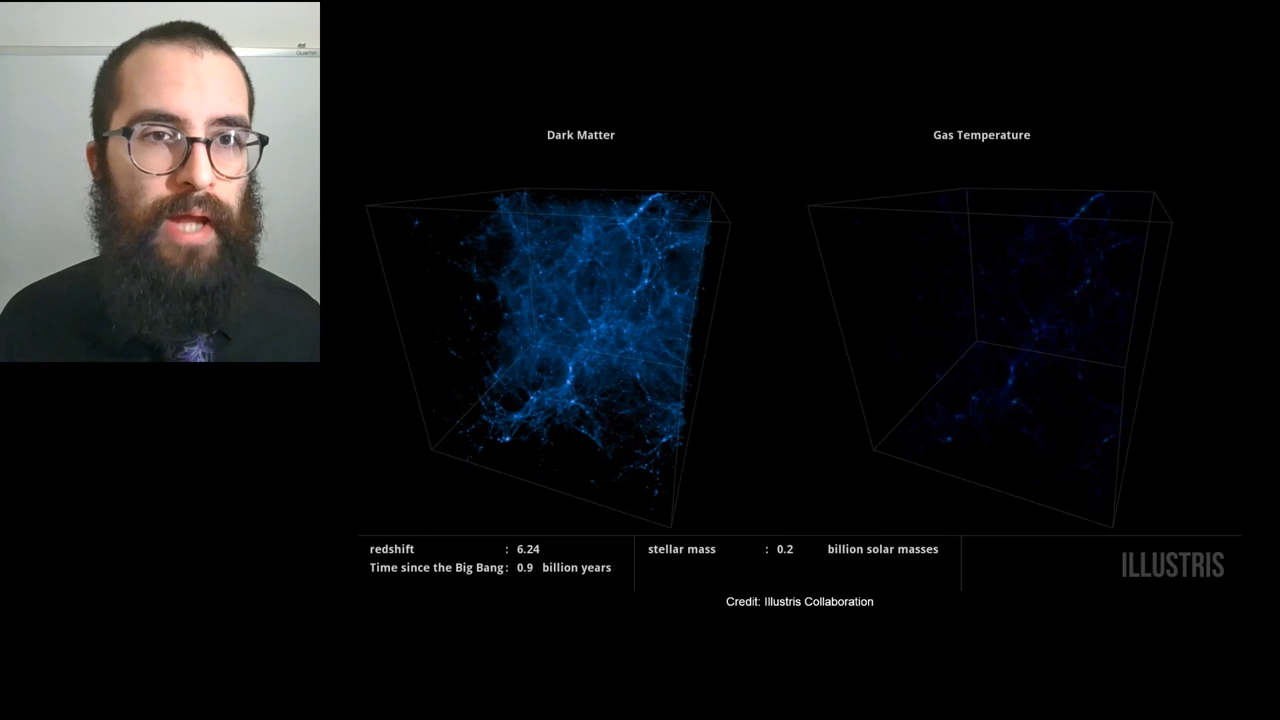 Dark Matter
Gas Temperature
redshift : 6.24
Time since the Big Bang : 0.9 billion years
stellar mass : 0.2 billion solar masses
ILLUSTRIS
Credit: Illustris Collaboration